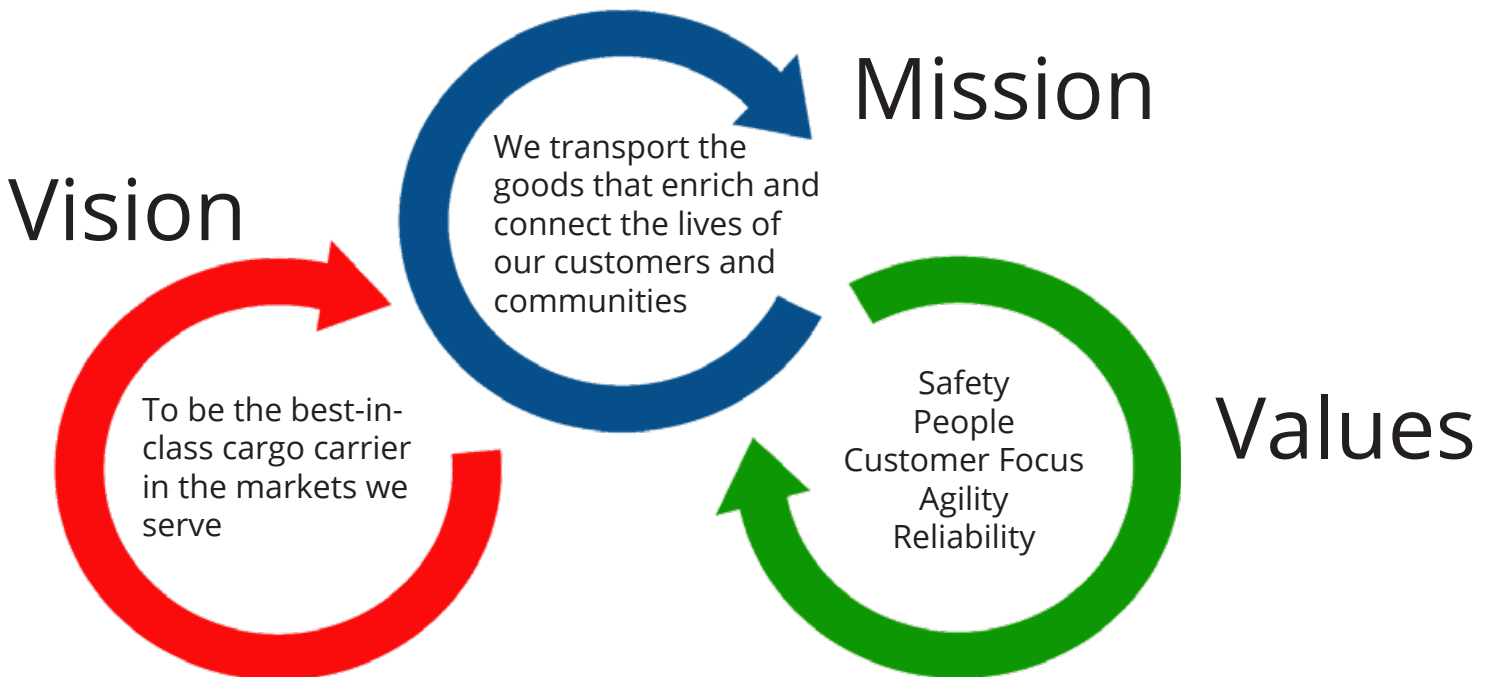 Vision
To be the best-in-
class cargo carrier
in the markets we
serve
Mission
We transport the
goods that enrich and
connect the lives of
our customers and
communities
Values
Safety
People
Customer Focus
Agility
Reliability